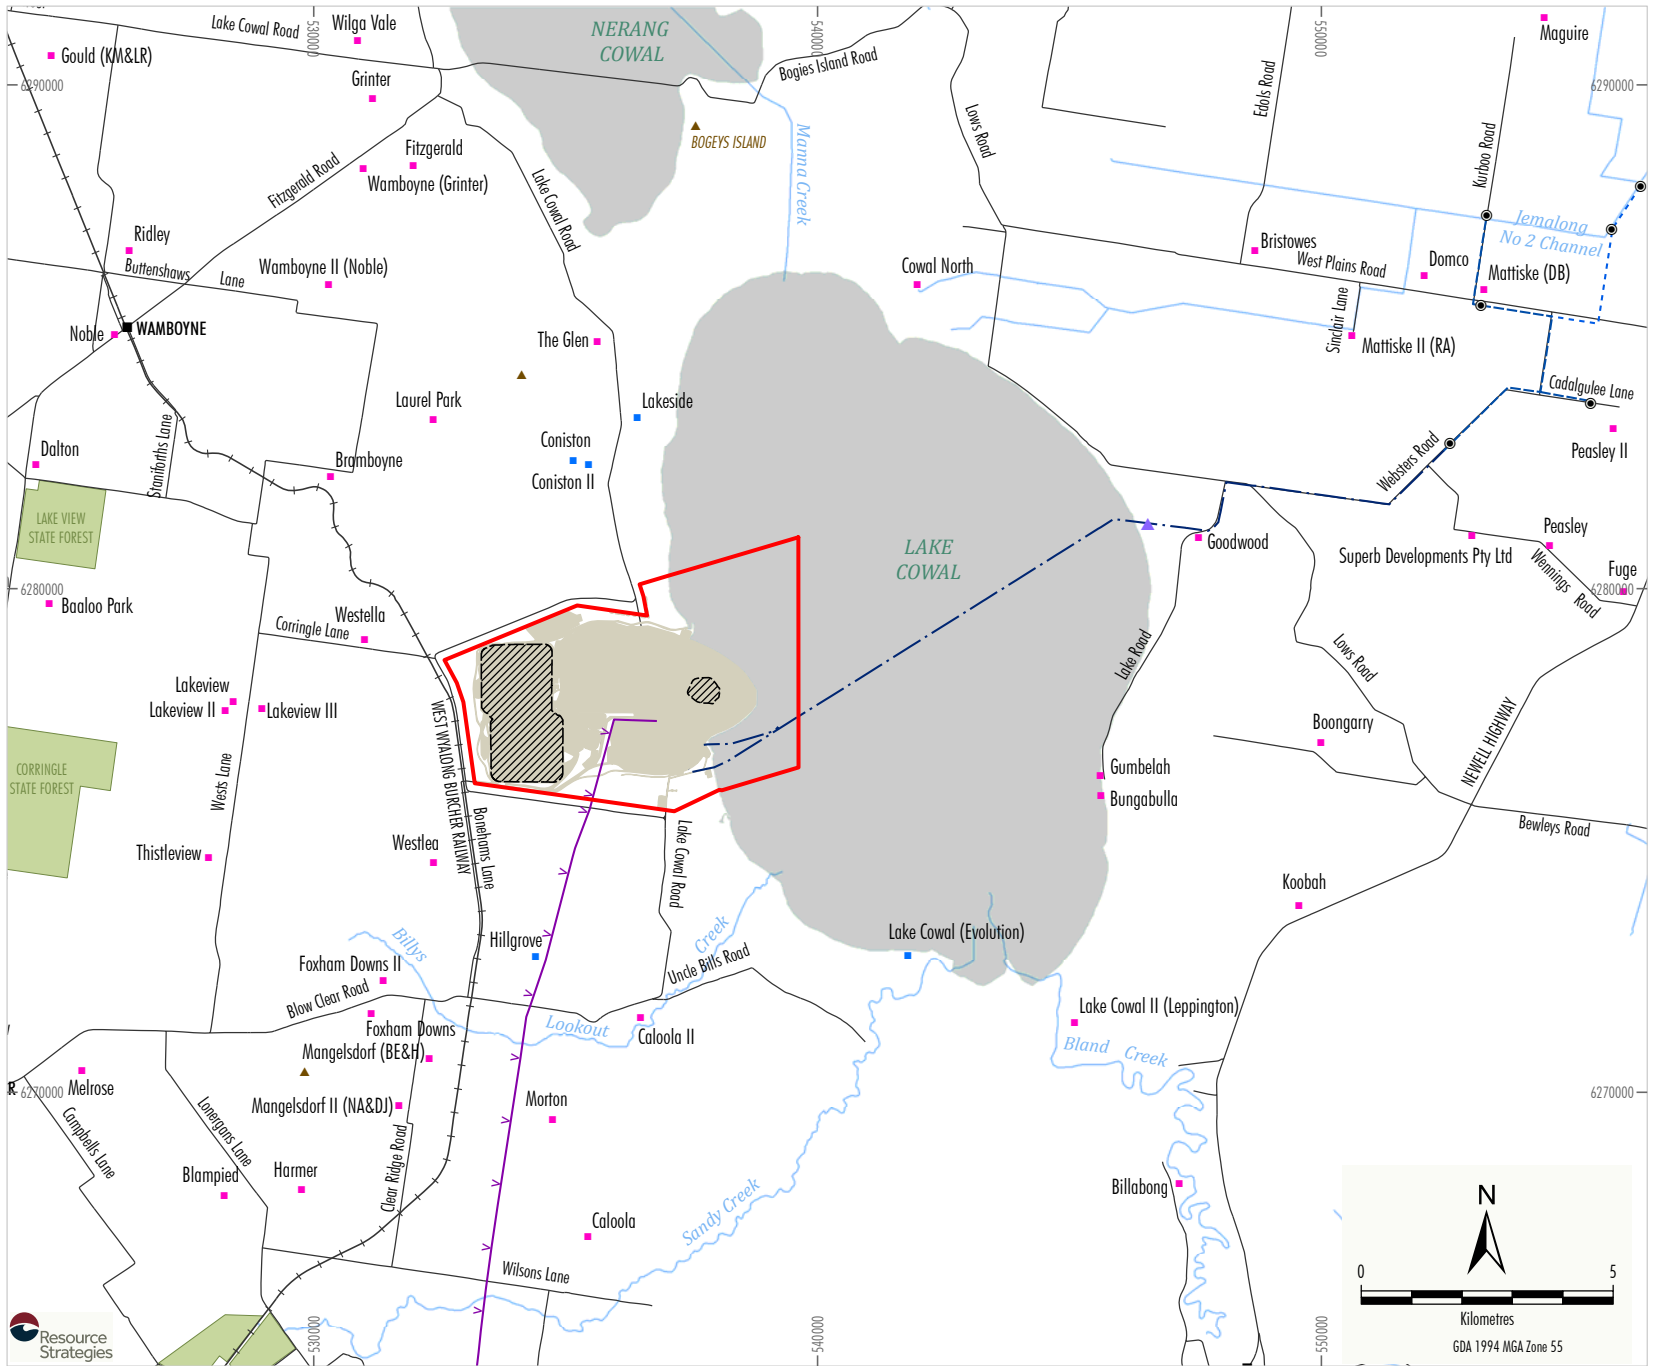 Lake Cowal Road
Wilga Vale
530000
NERANG
COWAL
540000
Bogies Island Road
550000
Maguire
Gould (KM&LR)
6290000
Grinter
Edols Road
6290000
Lows Road
BOGEYS ISLAND
Manna Creek
Kurboo Road
Fitzgerald
Fitzgerald Road
Wamboyne (Grinter)
Lake Cowal Road
Jemalong
No 2 Channel
Ridley
Buttenshaws
Lane
Wamboyne II (Noble)
Cowal North
Bristowes
West Plains Road
Domco
Mattiske (DB)
Noble
WAMBOYNE
The Glen
Sinclair Lane
Mattiske II (RA)
Laurel Park
Lakeside
Cadalgulee Lane
Staniforths Lane
Dalton
Bramboyne
Coniston
Coniston II
Websters Road
Peasley II
LAKE VIEW
STATE FOREST
LAKE
COWAL
Goodwood
Superb Developments Pty Ltd
Peasley
Wennings Road
Fuge
6280000
6280000
Baaloo Park
Westella
Corringle Lane
Lake Road
Lows Road
Lakeview
Lakeview II
Lakeview III
WEST WYALONG BURCHER RAILWAY
Boongarry
NEWELL HIGHWAY
CORRINGLE
STATE FOREST
Wests Lane
Gumbelah
Bungabulla
Bonehams Lane
Lake Cowal Road
Bewleys Road
Thistleview
Westlea
Koobah
Billys
Creek
Hillgrove
Lake Cowal (Evolution)
Uncle Bills Road
Foxham Downs II
Blow Clear Road
Foxham Downs
Lookout
Caloola II
Lake Cowal II (Leppington)
Bland Creek
Mangelsdorf (BE&H)
Melrose
R
6270000
6270000
Mangelsdorf II (NA&DJ)
Morton
Campbells Lane
Lonergans Lane
Clear Ridge Road
Blampied
Harmer
Billabong
Sandy Creek
Caloola
Wilsons Lane
N
0
5
Kilometres
GDA 1994 MGA Zone 55
Resource
Strategies
530000
540000
550000